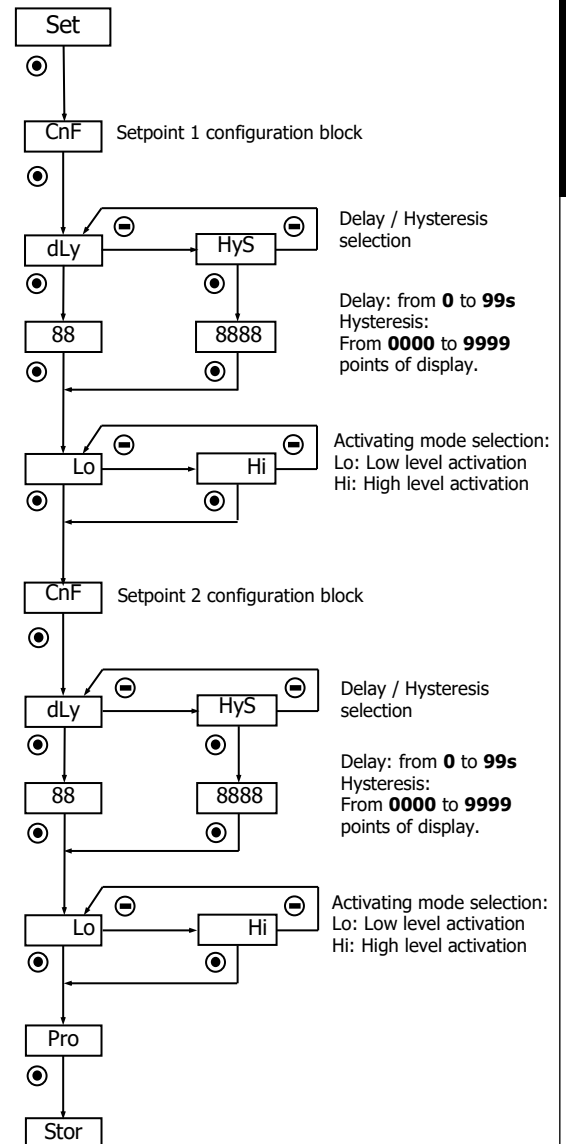 Set
CnF
Setpoint 1 configuration block
dLy
HyS
Delay / Hysteresis
selection
88
8888
Delay: from 0 to 99s
Hysteresis:
From 0000 to 9999
points of display.
Lo
Hi
Activating mode selection:
Lo: Low level activation
Hi: High level activation
CnF
Setpoint 2 configuration block
dLy
HyS
Delay / Hysteresis
selection
88
8888
Delay: from 0 to 99s
Hysteresis:
From 0000 to 9999
points of display.
Lo
Hi
Activating mode selection:
Lo: Low level activation
Hi: High level activation
Pro
Stor